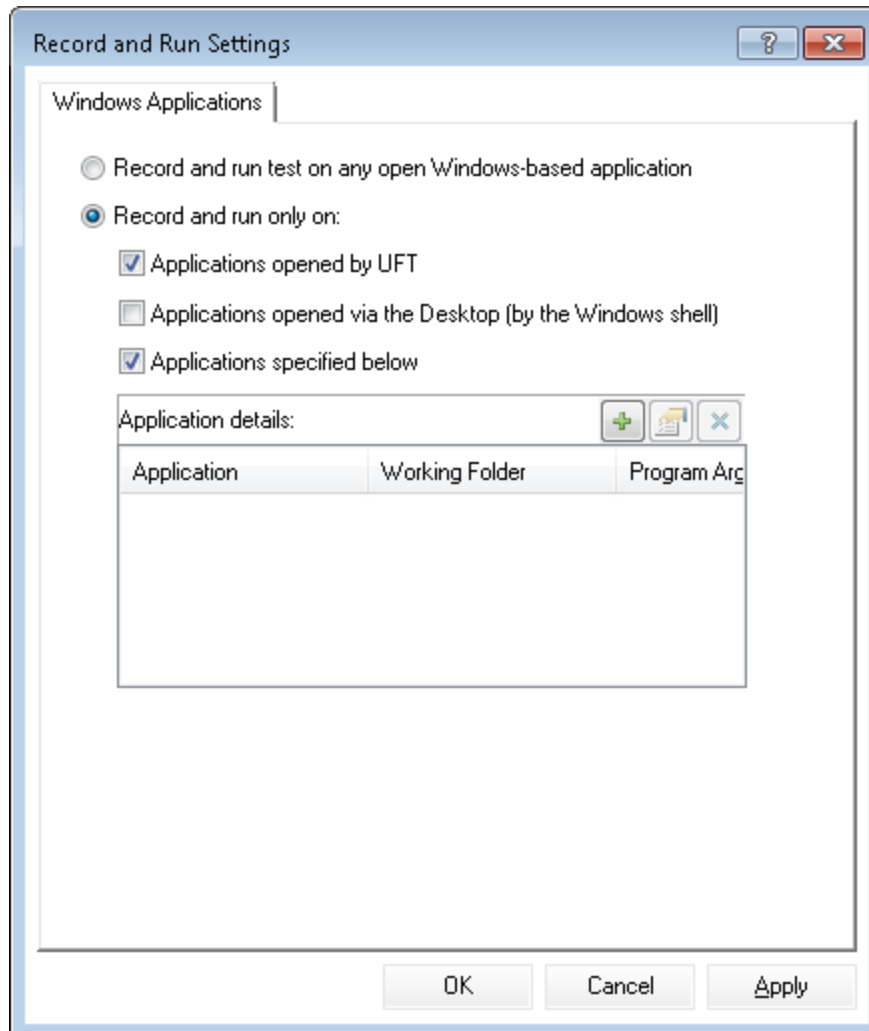 Record and Run Settings
Windows Applications
Record and run test on any open Windows-based application
Record and run only on:
Applications opened by UFT
Applications opened via the Desktop (by the Windows shell)
Applications specified below
Application details:
Application Working Folder Program Arg
OK Cancel Apply